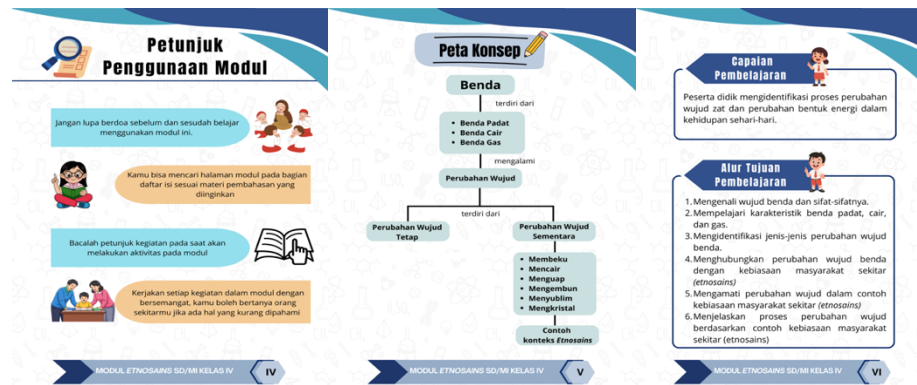 Petunjuk
Penggunaan Modul
Jangan lupa berdoa sebelum dan sesudah belajar
menggunakan modul ini.
Kamu bisa mencari halaman modul pada bagian
daftar isi sesuai materi pembahasan yang
diinginkan
Bacalah petunjuk kegiatan pada saat akan
melakukan aktivitas pada modul
Kerjakan setiap kegiatan dalam modul dengan
bersemangat, kamu boleh bertanya orang
sekitarmu jika ada hal yang kurang dipahami
MODUL ETNOSAINS SD/MI KELAS IV
IV
Peta Konsep
Benda
terdiri dari
• Benda Padat
• Benda Cair
• Benda Gas
mengalami
Perubahan Wujud
terdiri dari
Perubahan Wujud
Tetap
Perubahan Wujud
Sementara
• Membeku
• Mencair
• Menguap
• Mengembun
• Menyublim
• Mengkristal
Contoh
konteks Etnosains
MODUL ETNOSAINS SD/MI KELAS IV
V
Capaian
Pembelajaran
Peserta didik mengidentifikasi proses perubahan
wujud zat dan perubahan bentuk energi dalam
kehidupan sehari-hari.
Alur Tujuan
Pembelajaran
1. Mengenali wujud benda dan sifat-sifatnya.
2. Mempelajari karakteristik benda padat, cair,
dan gas.
3. Mengidentifikasi jenis-jenis perubahan wujud
benda.
4. Menghubungkan perubahan wujud benda
dengan kebiasaan masyarakat sekitar
(etnosains)
5. Mengamati perubahan wujud dalam contoh
kebiasaan masyarakat sekitar (etnosains)
6. Menjelaskan proses perubahan wujud
berdasarkan contoh kebiasaan masyarakat
sekitar (etnosains)
MODUL ETNOSAINS SD/MI KELAS IV
VI